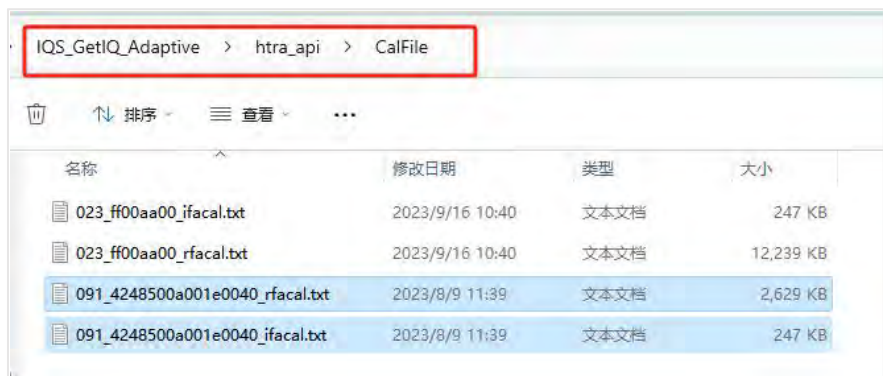 IQS_GetIQ_Adaptive > htra_api > CalFile
排序 查看 ...
名称 修改日期 类型 大小
023_ff00aa00_ifacal.txt 2023/9/16 10:40 文本文档 247 KB
023_ff00aa00_rfacal.txt 2023/9/16 10:40 文本文档 12,239 KB
091_4248500a001e0040_rfacal.txt 2023/8/9 11:39 文本文档 2,629 KB
091_4248500a001e0040_ifacal.txt 2023/8/9 11:39 文本文档 247 KB